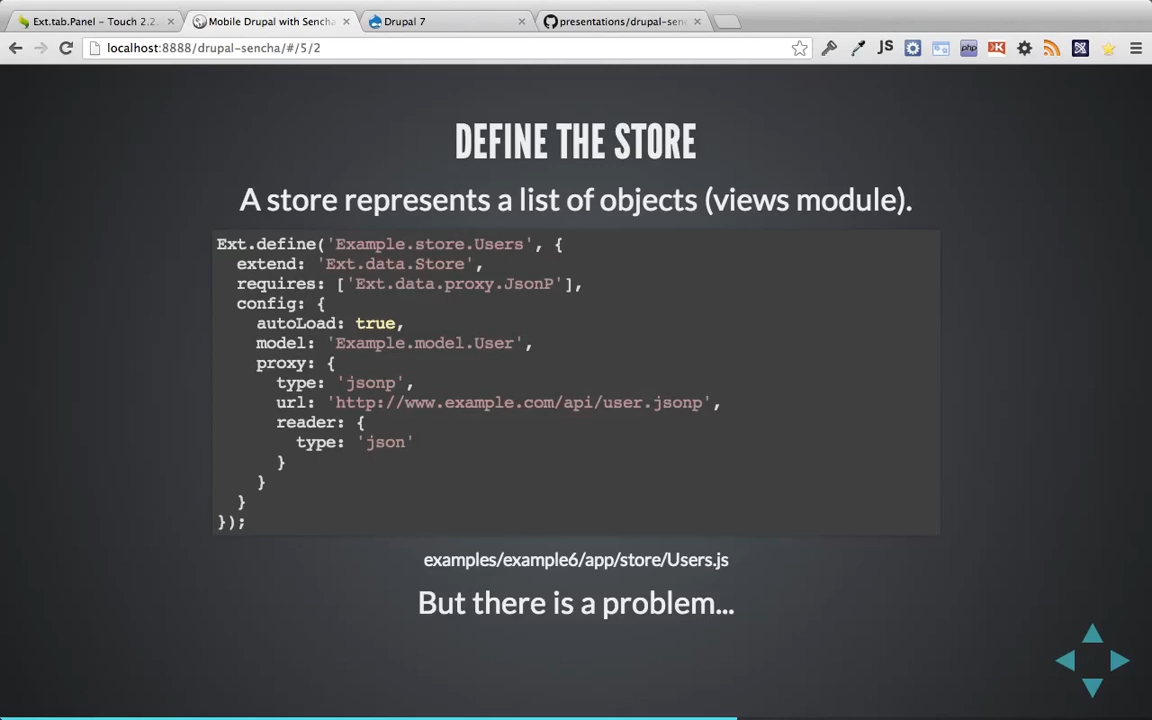 Ext.tab.Panel - Touch 2.2.
Mobile Drupal with Sencha
Drupal 7
presentations/drupal-senc
localhost:8888/drupal-sencha/#/5/2
JS
php
DEFINE THE STORE
A store represents a list of objects (views module).
Ext.define('Example.store.Users', {
extend: 'Ext.data.Store',
requires: ['Ext.data.proxy.JsonP'],
config: {
autoLoad: true,
model: 'Example.model.User',
proxy: {
type: 'jsonp',
url: 'http://www.example.com/api/user.jsonp',
reader: {
type: 'json'
}
}
}
});
examples/example6/app/store/Users.js
But there is a problem...